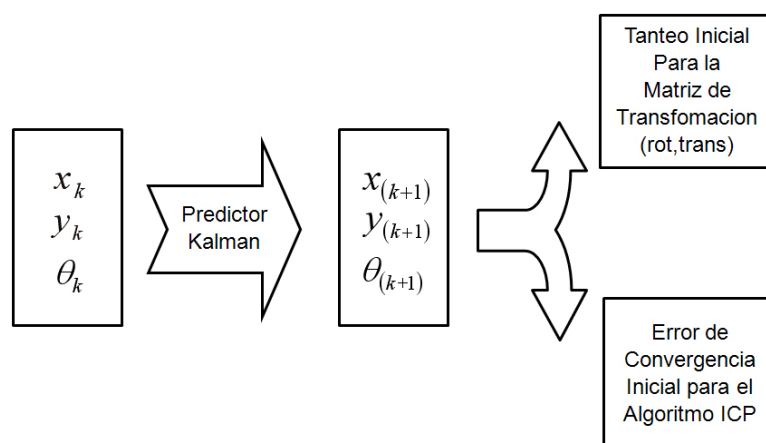 x_k
y_k
θ_k
Predictor
Kalman
x_(k+1)
y_(k+1)
θ_(k+1)
Tanteo Inicial
Para la
Matriz de
Transfomacion
(rot,trans)
Error de
Convergencia
Inicial para el
Algoritmo ICP